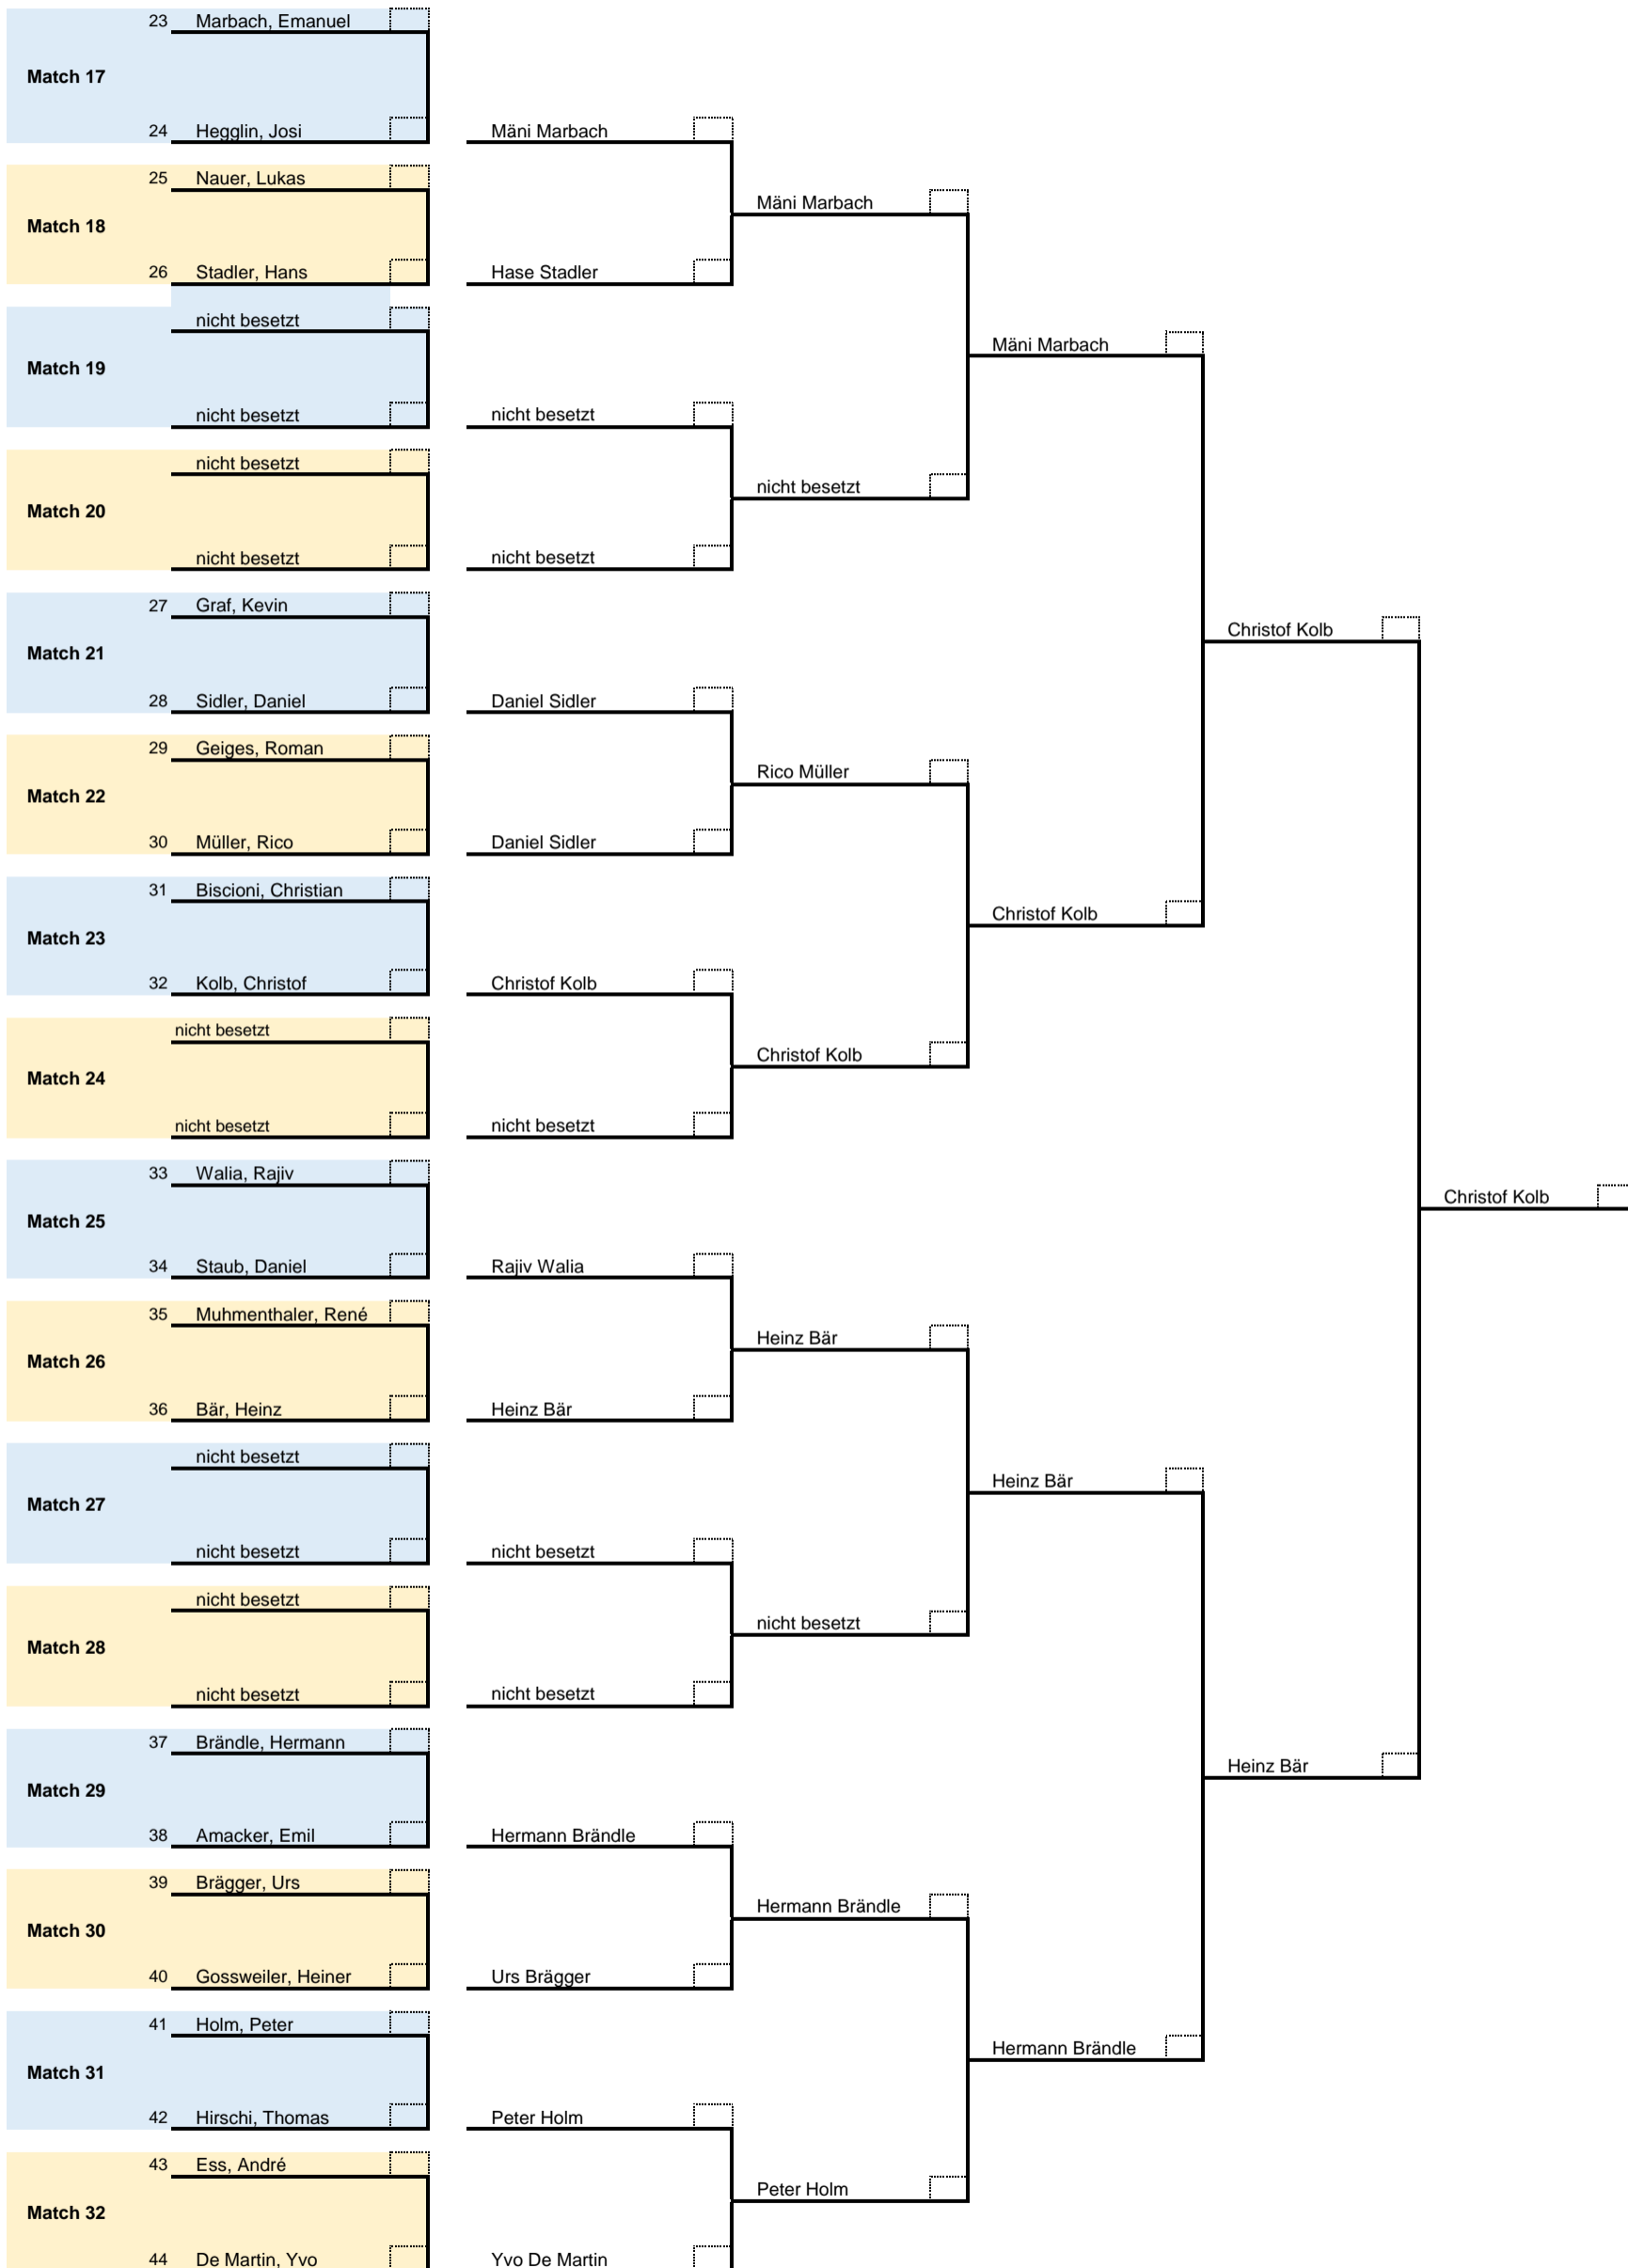 23 Marbach, Emanuel
Match 17
24 Hegglin, Josi Mäni Marbach
25 Nauer, Lukas
Mäni Marbach
Match 18
26 Stadler, Hans Hase Stadler
nicht besetzt
Mäni Marbach
Match 19
nicht besetzt nicht besetzt
nicht besetzt
nicht besetzt
Match 20
nicht besetzt nicht besetzt
27 Graf, Kevin
Christof Kolb
Match 21
28 Sidler, Daniel Daniel Sidler
29 Geiges, Roman
Rico Müller
Match 22
30 Müller, Rico Daniel Sidler
31 Biscioni, Christian
Christof Kolb
Match 23
32 Kolb, Christof Christof Kolb
nicht besetzt
Christof Kolb
Match 24
nicht besetzt nicht besetzt
33 Walia, Rajiv
Christof Kolb
Match 25
34 Staub, Daniel Rajiv Walia
35 Muhmenthaler, René
Heinz Bär
Match 26
36 Bär, Heinz Heinz Bär
nicht besetzt
Heinz Bär
Match 27
nicht besetzt nicht besetzt
nicht besetzt
nicht besetzt
Match 28
nicht besetzt nicht besetzt
37 Brändle, Hermann
Heinz Bär
Match 29
38 Amacker, Emil Hermann Brändle
39 Brägger, Urs
Hermann Brändle
Match 30
40 Gossweiler, Heiner Urs Brägger
41 Holm, Peter
Hermann Brändle
Match 31
42 Hirschi, Thomas Peter Holm
43 Ess, André
Peter Holm
Match 32
44 De Martin, Yvo Yvo De Martin